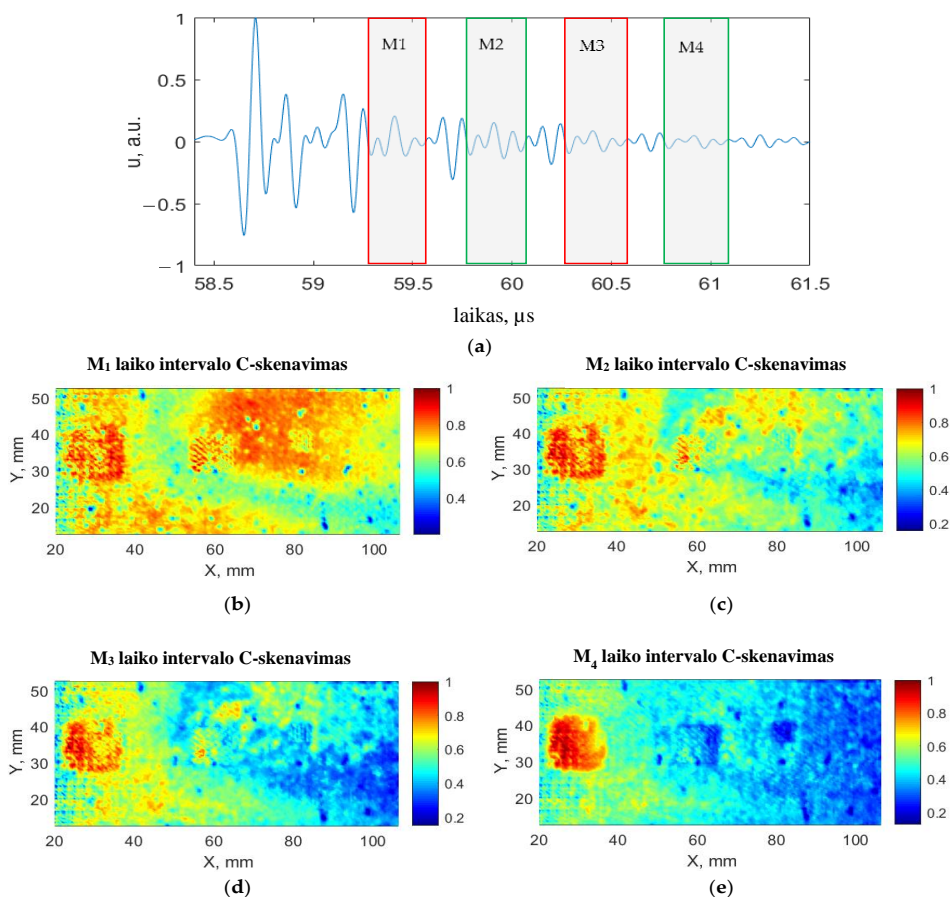 1
0.5
0
−0.5
−1
u, a.u.
M1
M2
M3
M4
58.5 59 59.5 60 60.5 61 61.5
laikas, µs
(a)
M1 laiko intervalo C-skenavimas
50
40
30
20
Y, mm
20 40 60 80 100
X, mm
1
0.8
0.6
0.4
(b)
M2 laiko intervalo C-skenavimas
50
40
30
20
Y, mm
20 40 60 80 100
X, mm
1
0.8
0.6
0.4
0.2
(c)
M3 laiko intervalo C-skenavimas
50
40
30
20
Y, mm
20 40 60 80 100
X, mm
1
0.8
0.6
0.4
0.2
(d)
M4 laiko intervalo C-skenavimas
50
40
30
20
Y, mm
20 40 60 80 100
X, mm
1
0.8
0.6
0.4
0.2
(e)